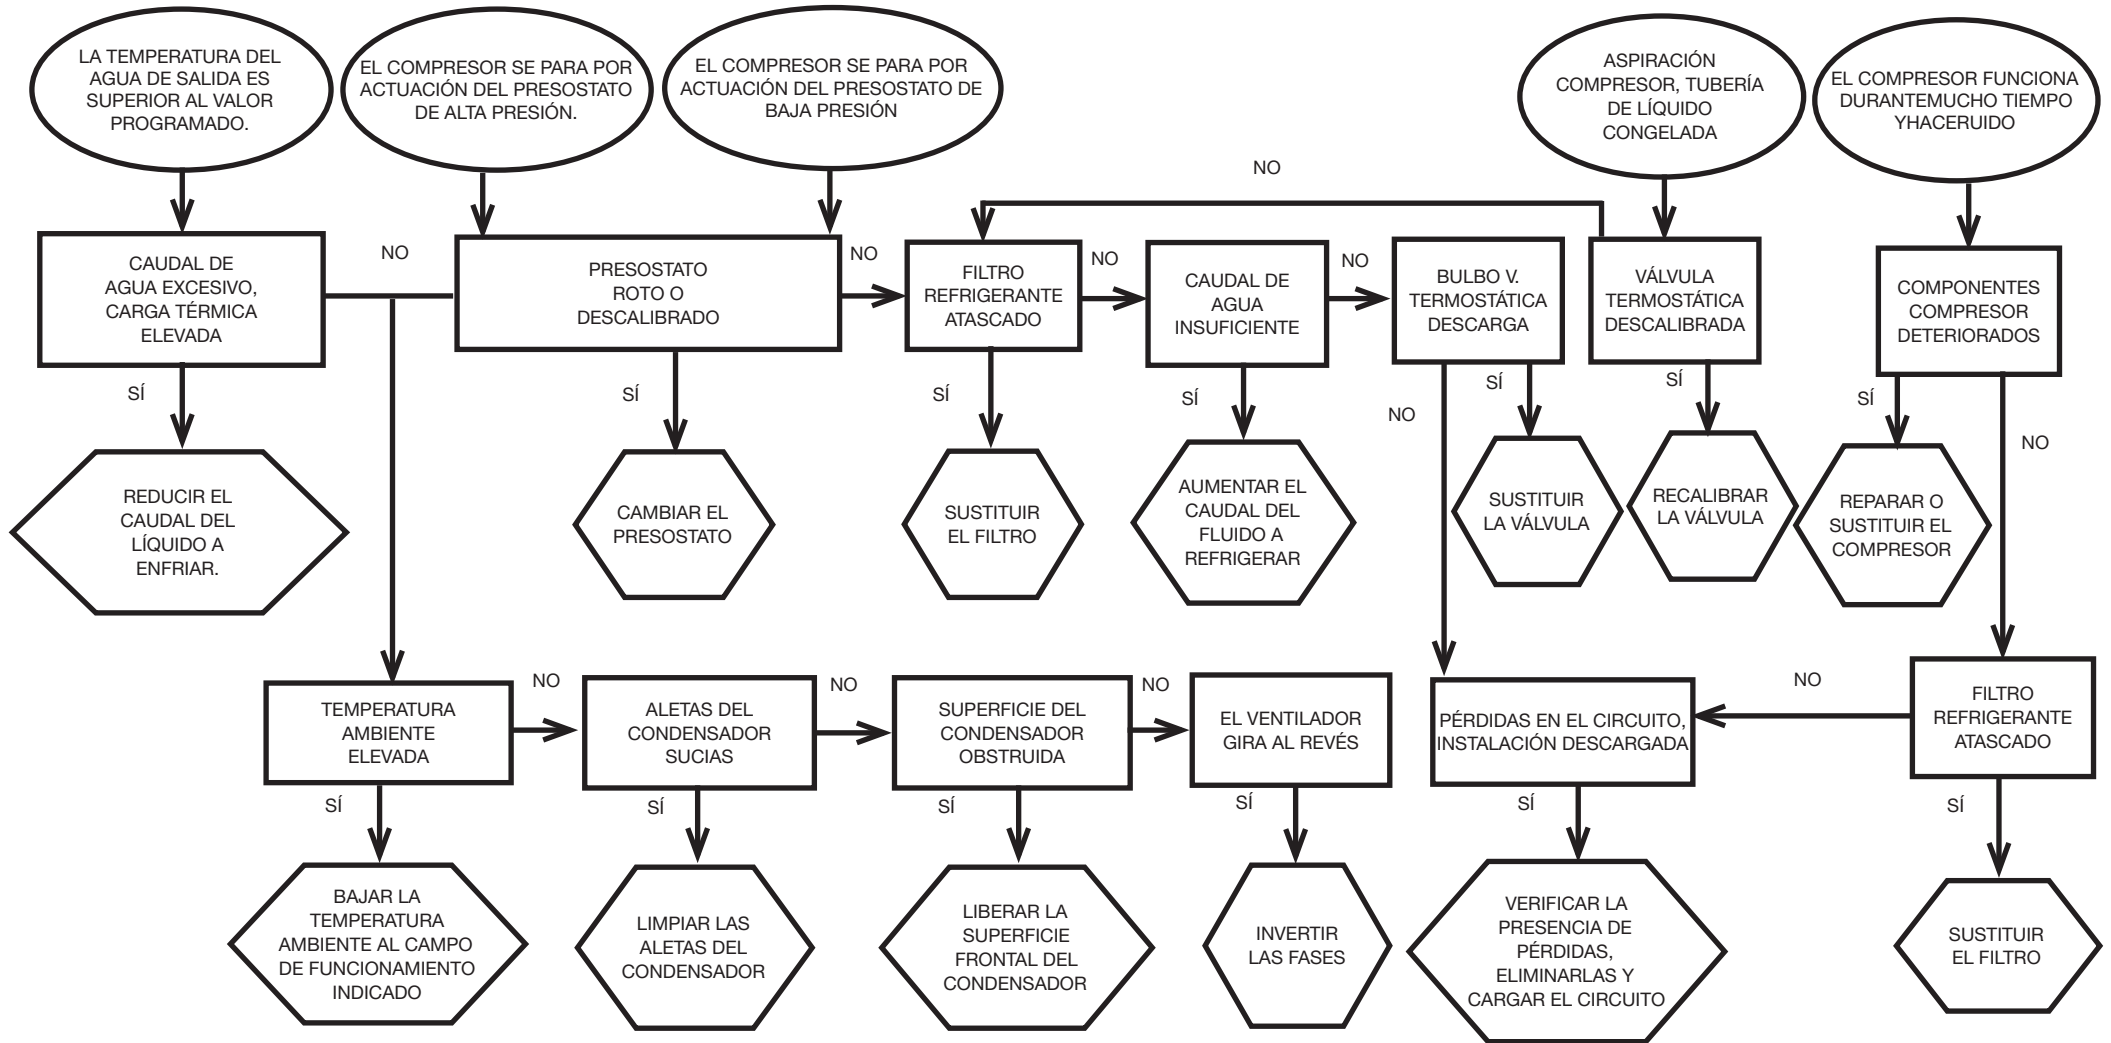 LA TEMPERATURA DEL
AGUA DE SALIDA ES
SUPERIOR AL VALOR
PROGRAMADO.
EL COMPRESOR SE PARA POR
ACTUACIÓN DEL PRESOSTATO
DE ALTA PRESIÓN.
EL COMPRESOR SE PARA POR
ACTUACIÓN DEL PRESOSTATO DE
BAJA PRESIÓN
ASPIRACIÓN
COMPRESOR, TUBERÍA
DE LÍQUIDO
CONGELADA
EL COMPRESOR FUNCIONA
DURANTEMUCHO TIEMPO
YHACERUIDO
NO
CAUDAL DE
AGUA EXCESIVO,
CARGA TÉRMICA
ELEVADA
NO
PRESOSTATO
ROTO O
DESCALIBRADO
NO
FILTRO
REFRIGERANTE
ATASCADO
NO
CAUDAL DE
AGUA
INSUFICIENTE
NO
BULBO V.
TERMOSTÁTICA
DESCARGA
VÁLVULA
TERMOSTÁTICA
DESCALIBRADA
COMPONENTES
COMPRESOR
DETERIORADOS
SÍ
SÍ
SÍ
SÍ
NO
SÍ
SÍ
SÍ
NO
REDUCIR EL
CAUDAL DEL
LÍQUIDO A
ENFRIAR.
CAMBIAR EL
PRESOSTATO
SUSTITUIR
EL FILTRO
AUMENTAR EL
CAUDAL DEL
FLUIDO A
REFRIGERAR
SUSTITUIR
LA VÁLVULA
RECALIBRAR
LA VÁLVULA
REPARAR O
SUSTITUIR EL
COMPRESOR
TEMPERATURA
AMBIENTE
ELEVADA
NO
ALETAS DEL
CONDENSADOR
SUCIAS
NO
SUPERFICIE DEL
CONDENSADOR
OBSTRUIDA
NO
EL VENTILADOR
GIRA AL REVÉS
PÉRDIDAS EN EL CIRCUITO,
INSTALACIÓN DESCARGADA
NO
FILTRO
REFRIGERANTE
ATASCADO
SÍ
SÍ
SÍ
SÍ
SÍ
SÍ
BAJAR LA
TEMPERATURA
AMBIENTE AL CAMPO
DE FUNCIONAMIENTO
INDICADO
LIMPIAR LAS
ALETAS DEL
CONDENSADOR
LIBERAR LA
SUPERFICIE
FRONTAL DEL
CONDENSADOR
INVERTIR
LAS FASES
VERIFICAR LA
PRESENCIA DE
PÉRDIDAS,
ELIMINARLAS Y
CARGAR EL CIRCUITO
SUSTITUIR
EL FILTRO